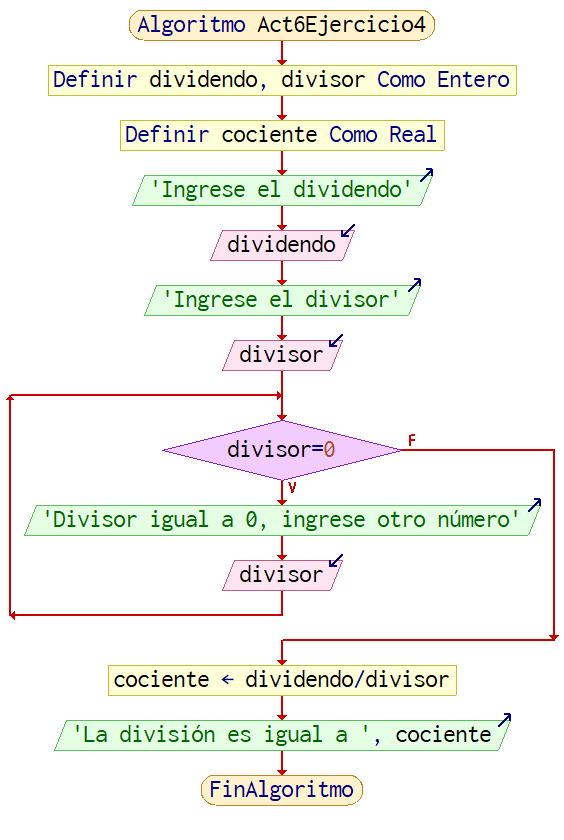 Algoritmo Act6Ejercicio4
Definir dividendo, divisor Como Entero
Definir cociente Como Real
'Ingrese el dividendo'
dividendo
'Ingrese el divisor'
divisor
divisor=0
F
V
'Divisor igual a 0, ingrese otro número'
divisor
cociente ← dividendo/divisor
'La división es igual a ', cociente
FinAlgoritmo